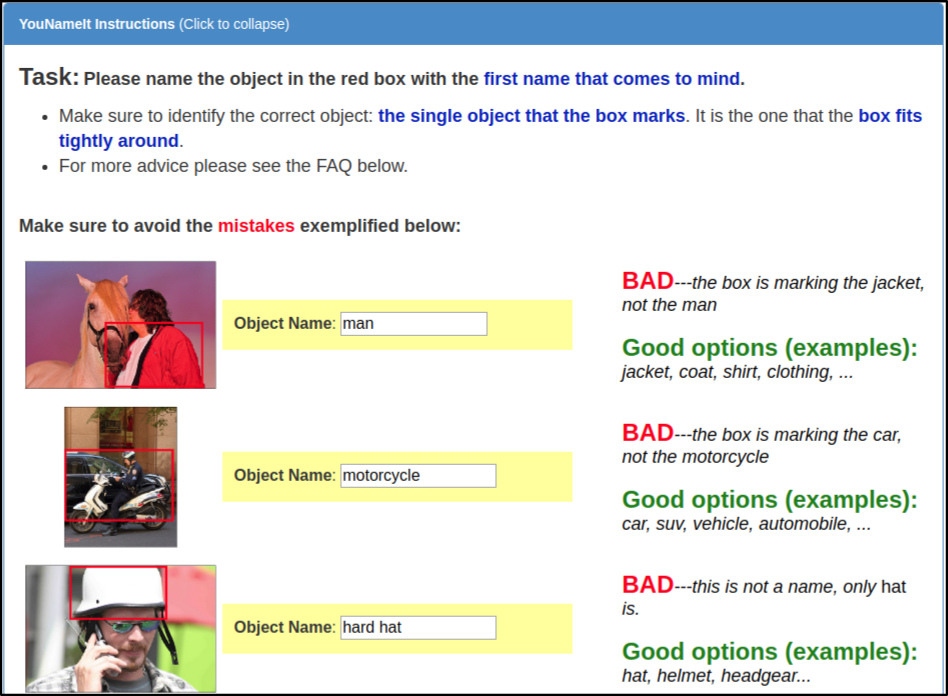 YouNameIt Instructions (Click to collapse)
Task: Please name the object in the red box with the first name that comes to mind.
• Make sure to identify the correct object: the single object that the box marks. It is the one that the box fits
tightly around.
• For more advice please see the FAQ below.
Make sure to avoid the mistakes exemplified below:
Object Name: man
BAD---the box is marking the jacket,
not the man
Good options (examples):
jacket, coat, shirt, clothing, ...
Object Name: motorcycle
BAD---the box is marking the car,
not the motorcycle
Good options (examples):
car, suv, vehicle, automobile, ...
Object Name: hard hat
BAD---this is not a name, only hat
is.
Good options (examples):
hat, helmet, headgear...